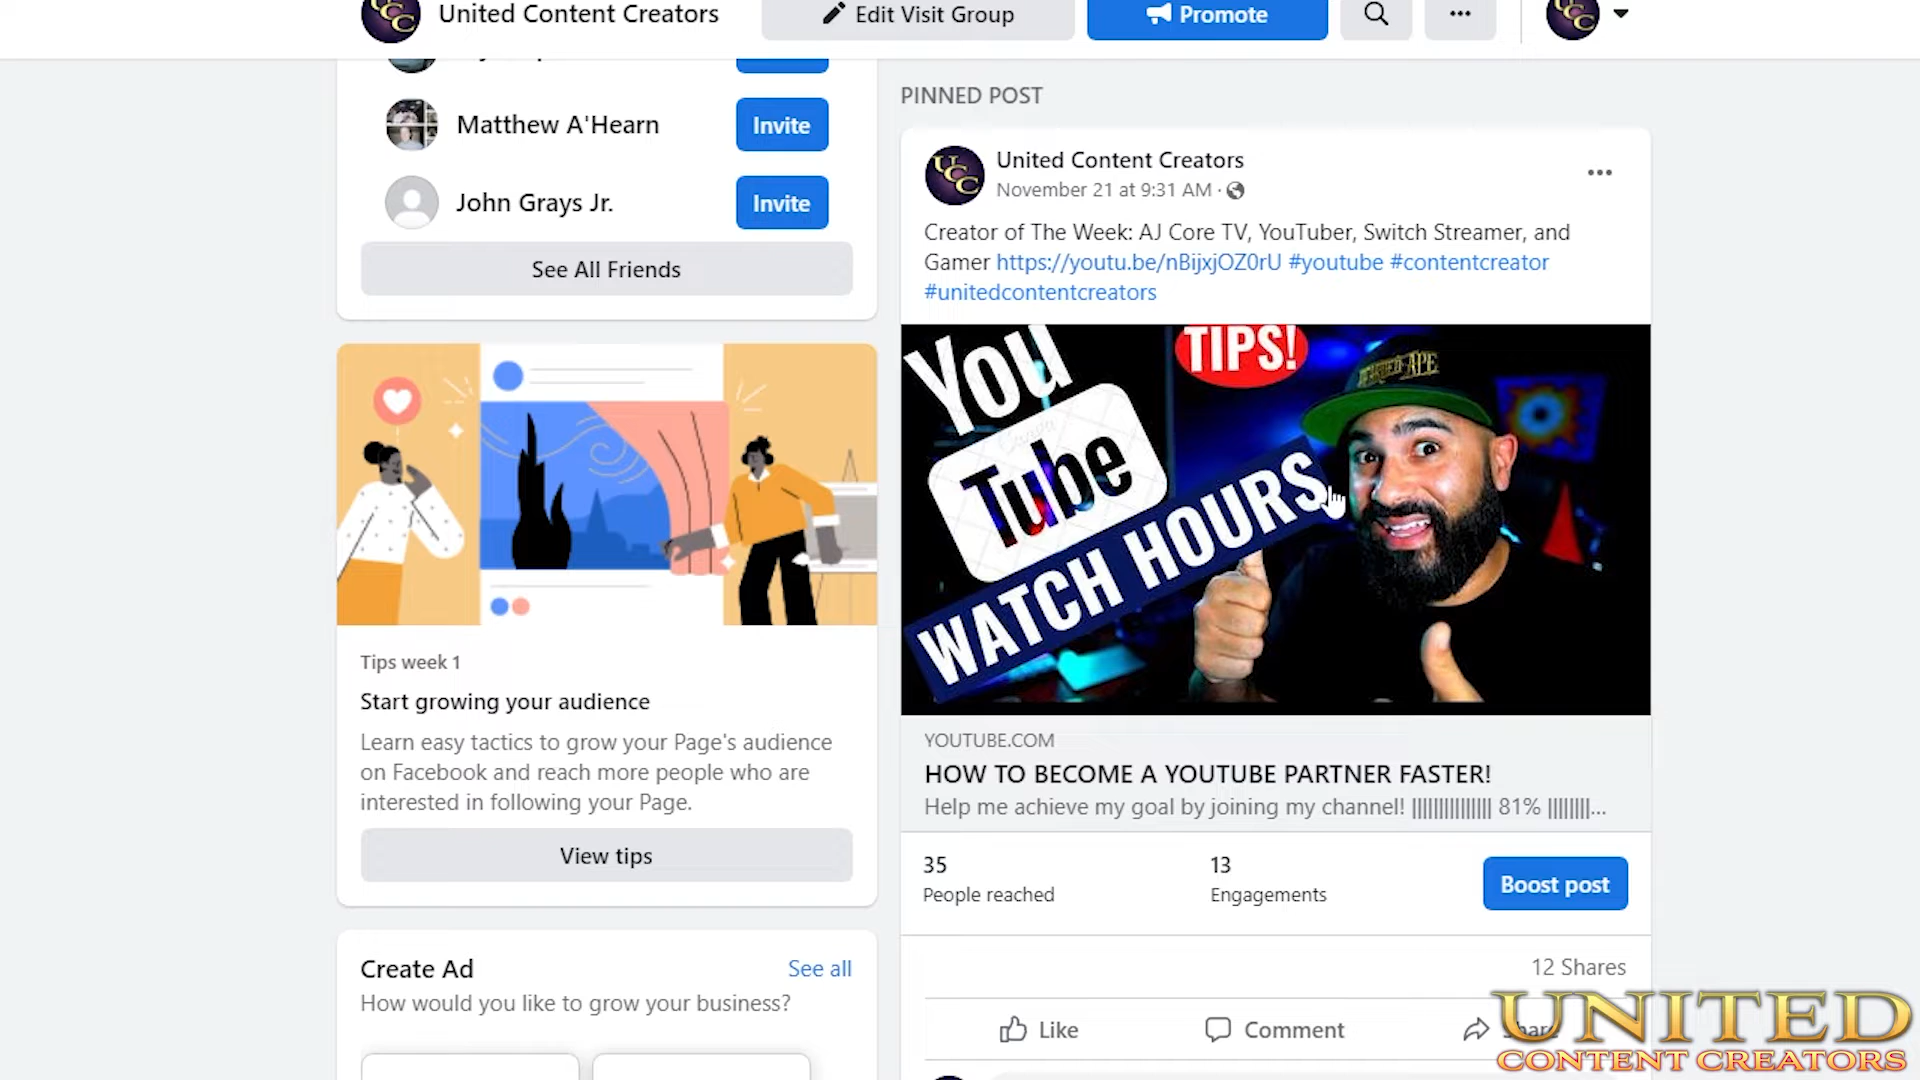 UCC
United Content Creators
Edit Visit Group
Promote
UCC
Matthew A'Hearn
Invite
John Grays Jr.
Invite
See All Friends
Tips week 1
Start growing your audience
Learn easy tactics to grow your Page's audience
on Facebook and reach more people who are
interested in following your Page.
View tips
Create Ad
See all
How would you like to grow your business?
PINNED POST
UCC
United Content Creators
November 21 at 9:31 AM ·
Creator of The Week: AJ Core TV, YouTuber, Switch Streamer, and
Gamer https://youtu.be/nBijxjOZ0rU #youtube #contentcreator
#unitedcontentcreators
You
Tube
TIPS!
WATCH HOURS
YOUTUBE.COM
HOW TO BECOME A YOUTUBE PARTNER FASTER!
Help me achieve my goal by joining my channel! ||||||||||||||| 81% ||||||||...
35
People reached
13
Engagements
Boost post
12 Shares
Like
Comment
Share
UNITED
CONTENT CREATORS